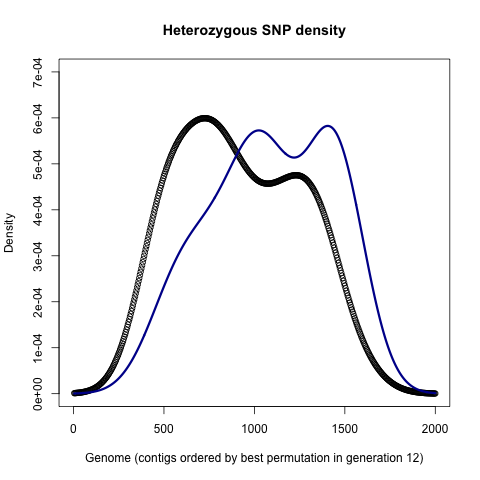 Heterozygous SNP density
Density
7e-04
6e-04
5e-04
4e-04
3e-04
2e-04
1e-04
0e+00
0 500 1000 1500 2000
Genome (contigs ordered by best permutation in generation 12)